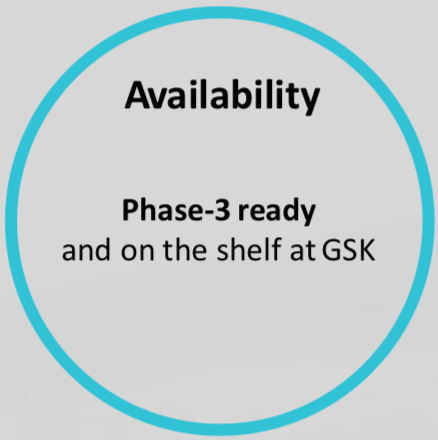 Availability
Phase-3 ready
and on the shelf at GSK